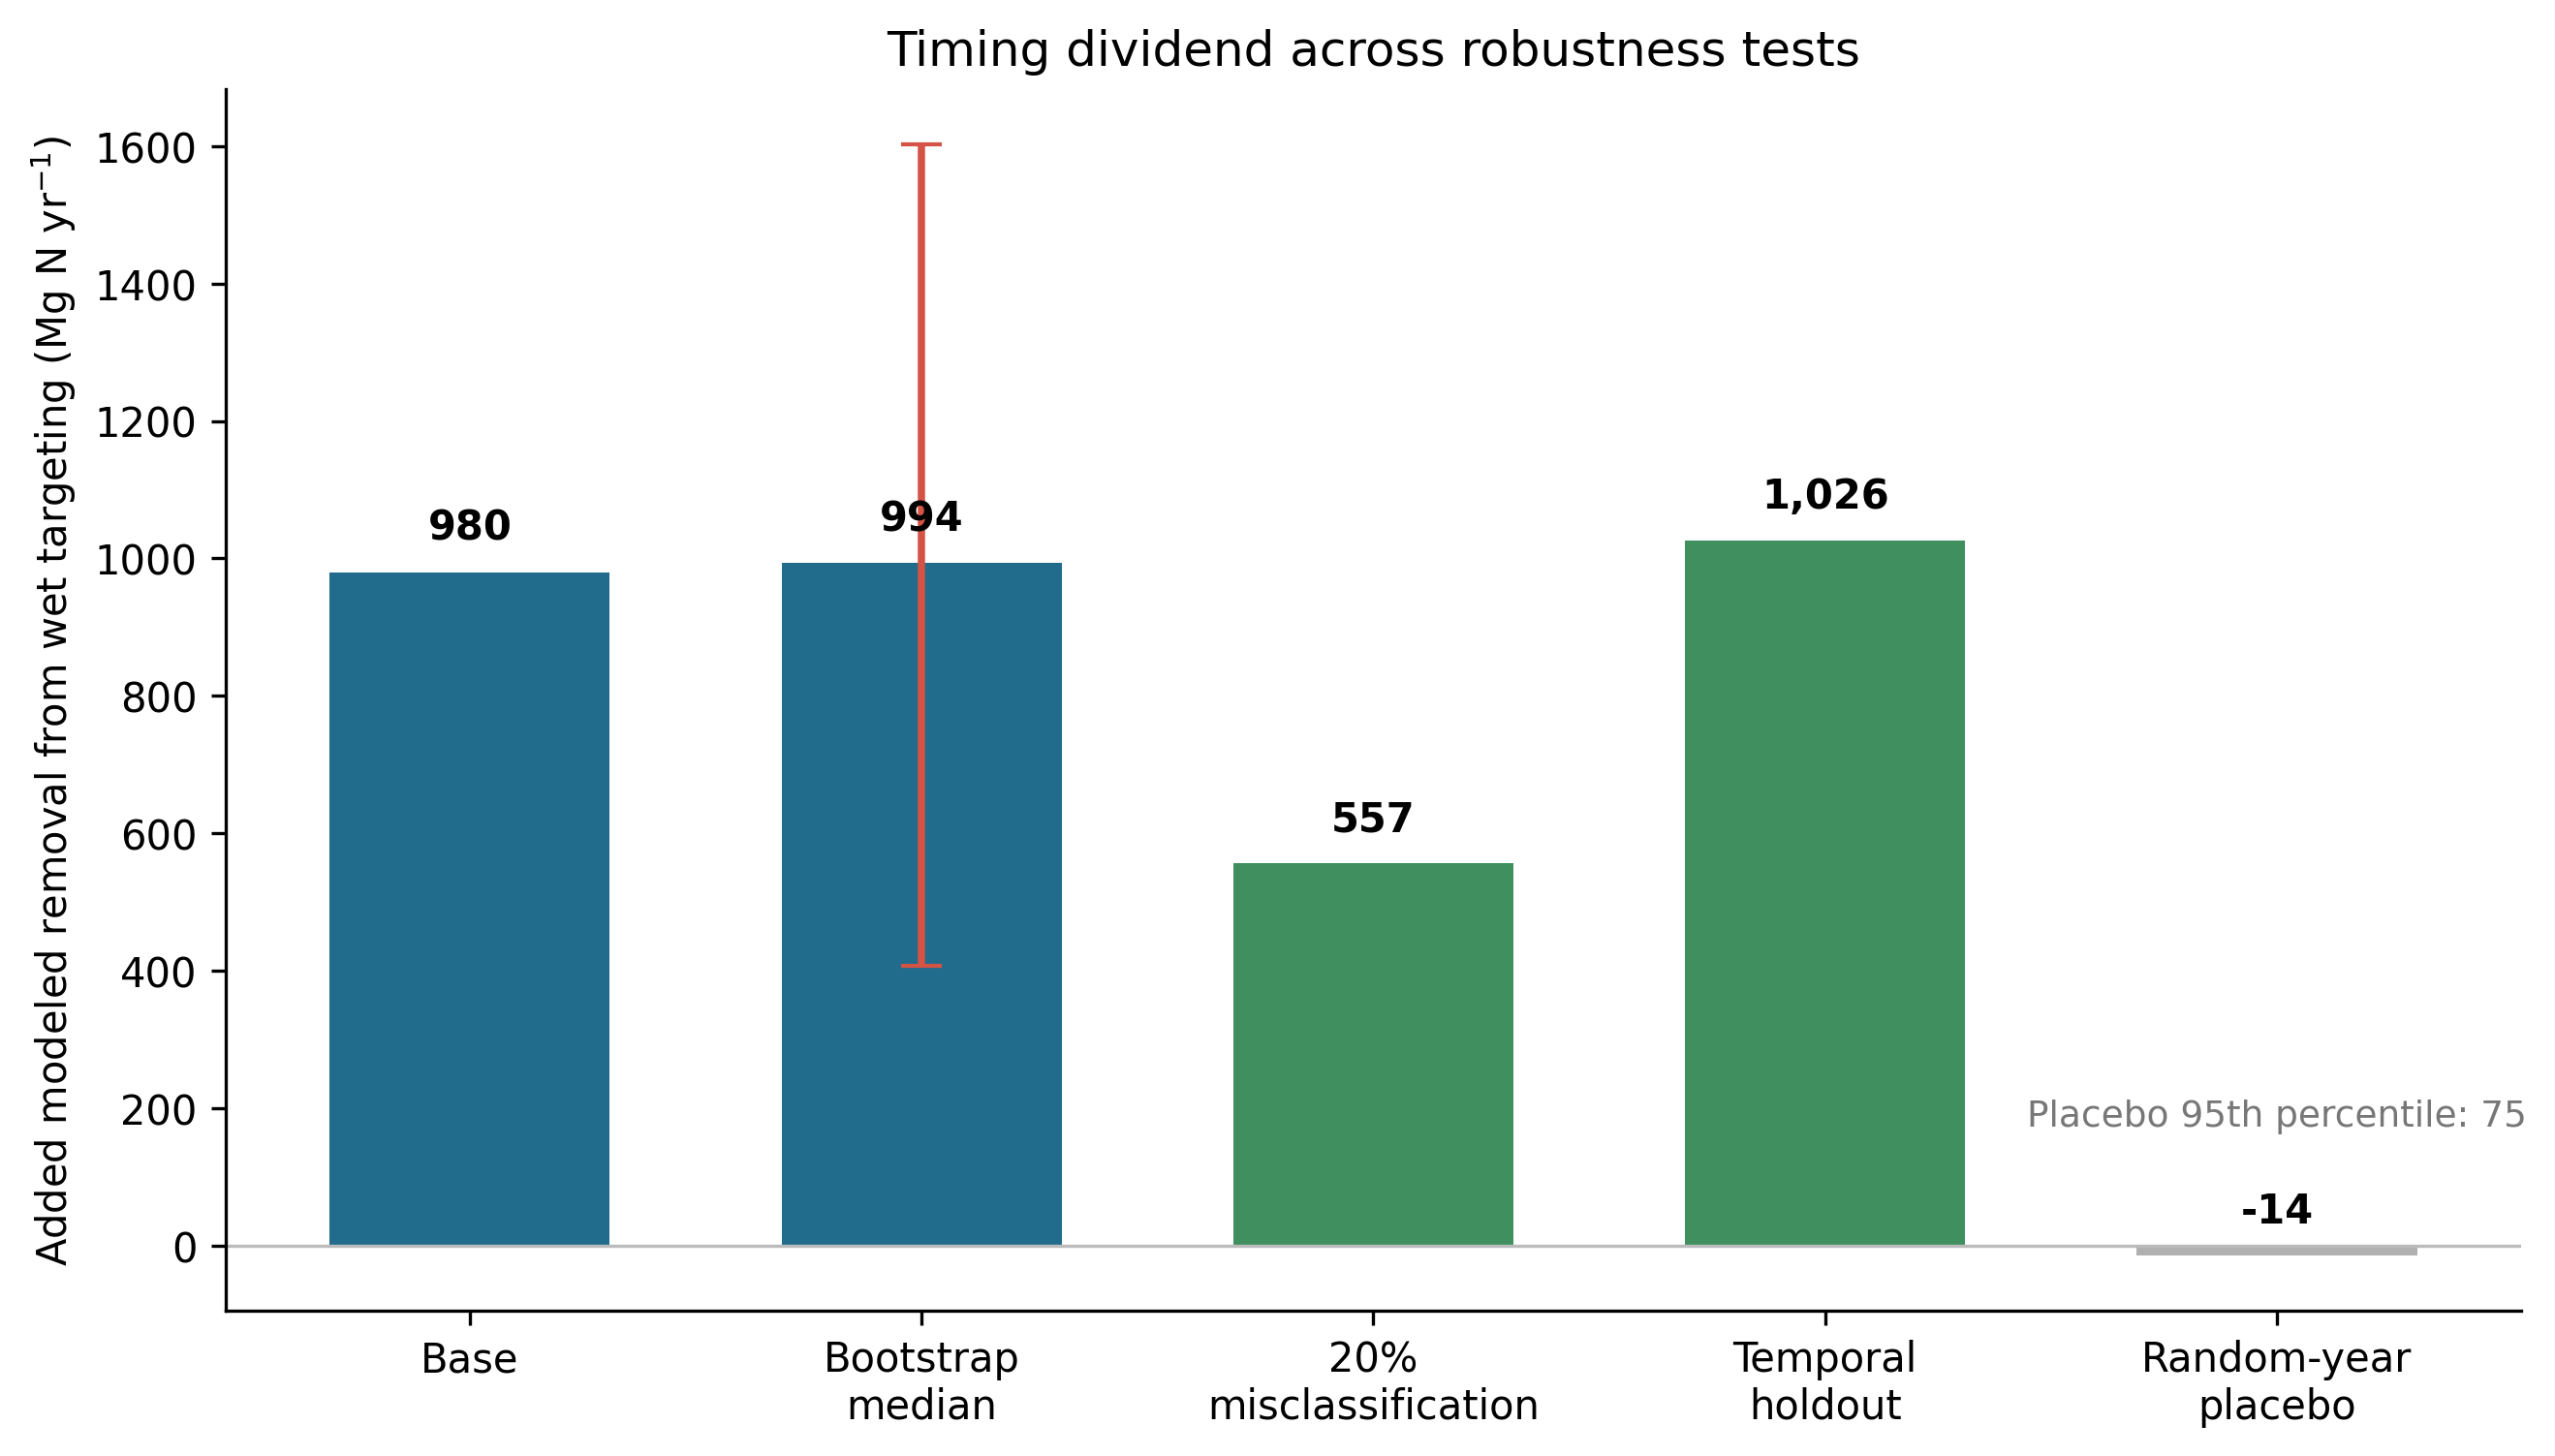 Timing dividend across robustness tests
Added modeled removal from wet targeting (Mg N yr⁻¹)
1600
1400
1200
1000
800
600
400
200
0
980
994
557
1,026
-14
Placebo 95th percentile: 75
Base
Bootstrap
median
20%
misclassification
Temporal
holdout
Random-year
placebo